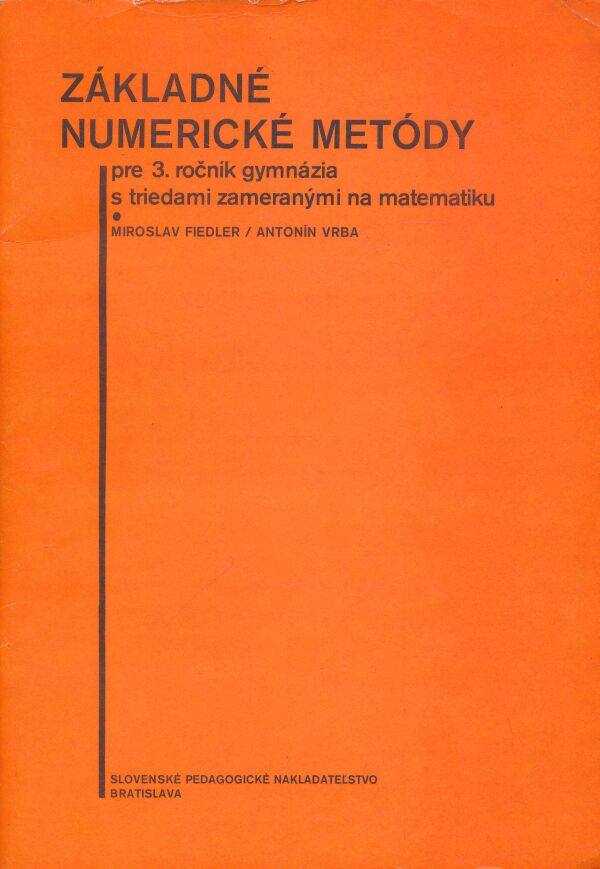 ZÁKLADNÉ
NUMERICKÉ METÓDY
pre 3. ročník gymnázia
s triedami zameranými na matematiku
MIROSLAV FIEDLER / ANTONÍN VRBA
SLOVENSKÉ PEDAGOGICKÉ NAKLADATEĽSTVO
BRATISLAVA